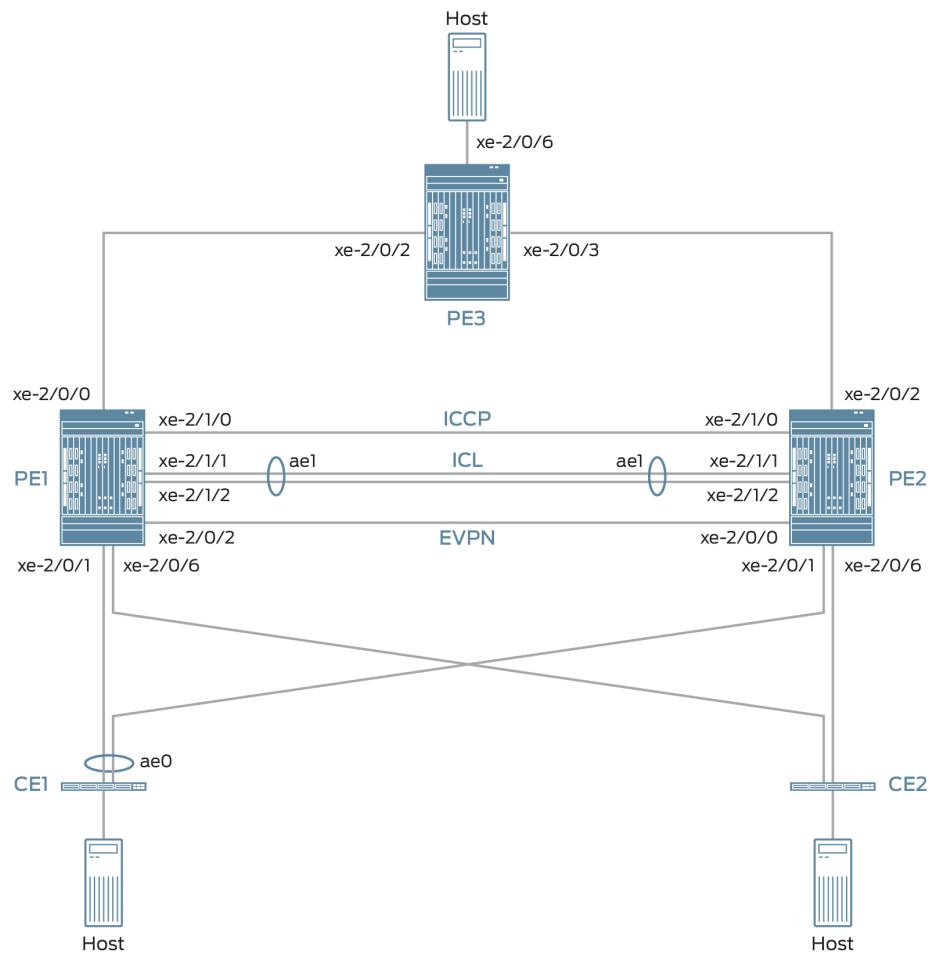 Host
xe-2/0/6
xe-2/0/2
xe-2/0/3
PE3
xe-2/0/0
xe-2/0/2
xe-2/1/0
ICCP
xe-2/1/0
xe-2/1/1
ae1
ICL
ae1
xe-2/1/1
PE1
PE2
xe-2/1/2
xe-2/1/2
xe-2/0/2
EVPN
xe-2/0/0
xe-2/0/1
xe-2/0/6
xe-2/0/1
xe-2/0/6
ae0
CE1
CE2
Host
Host